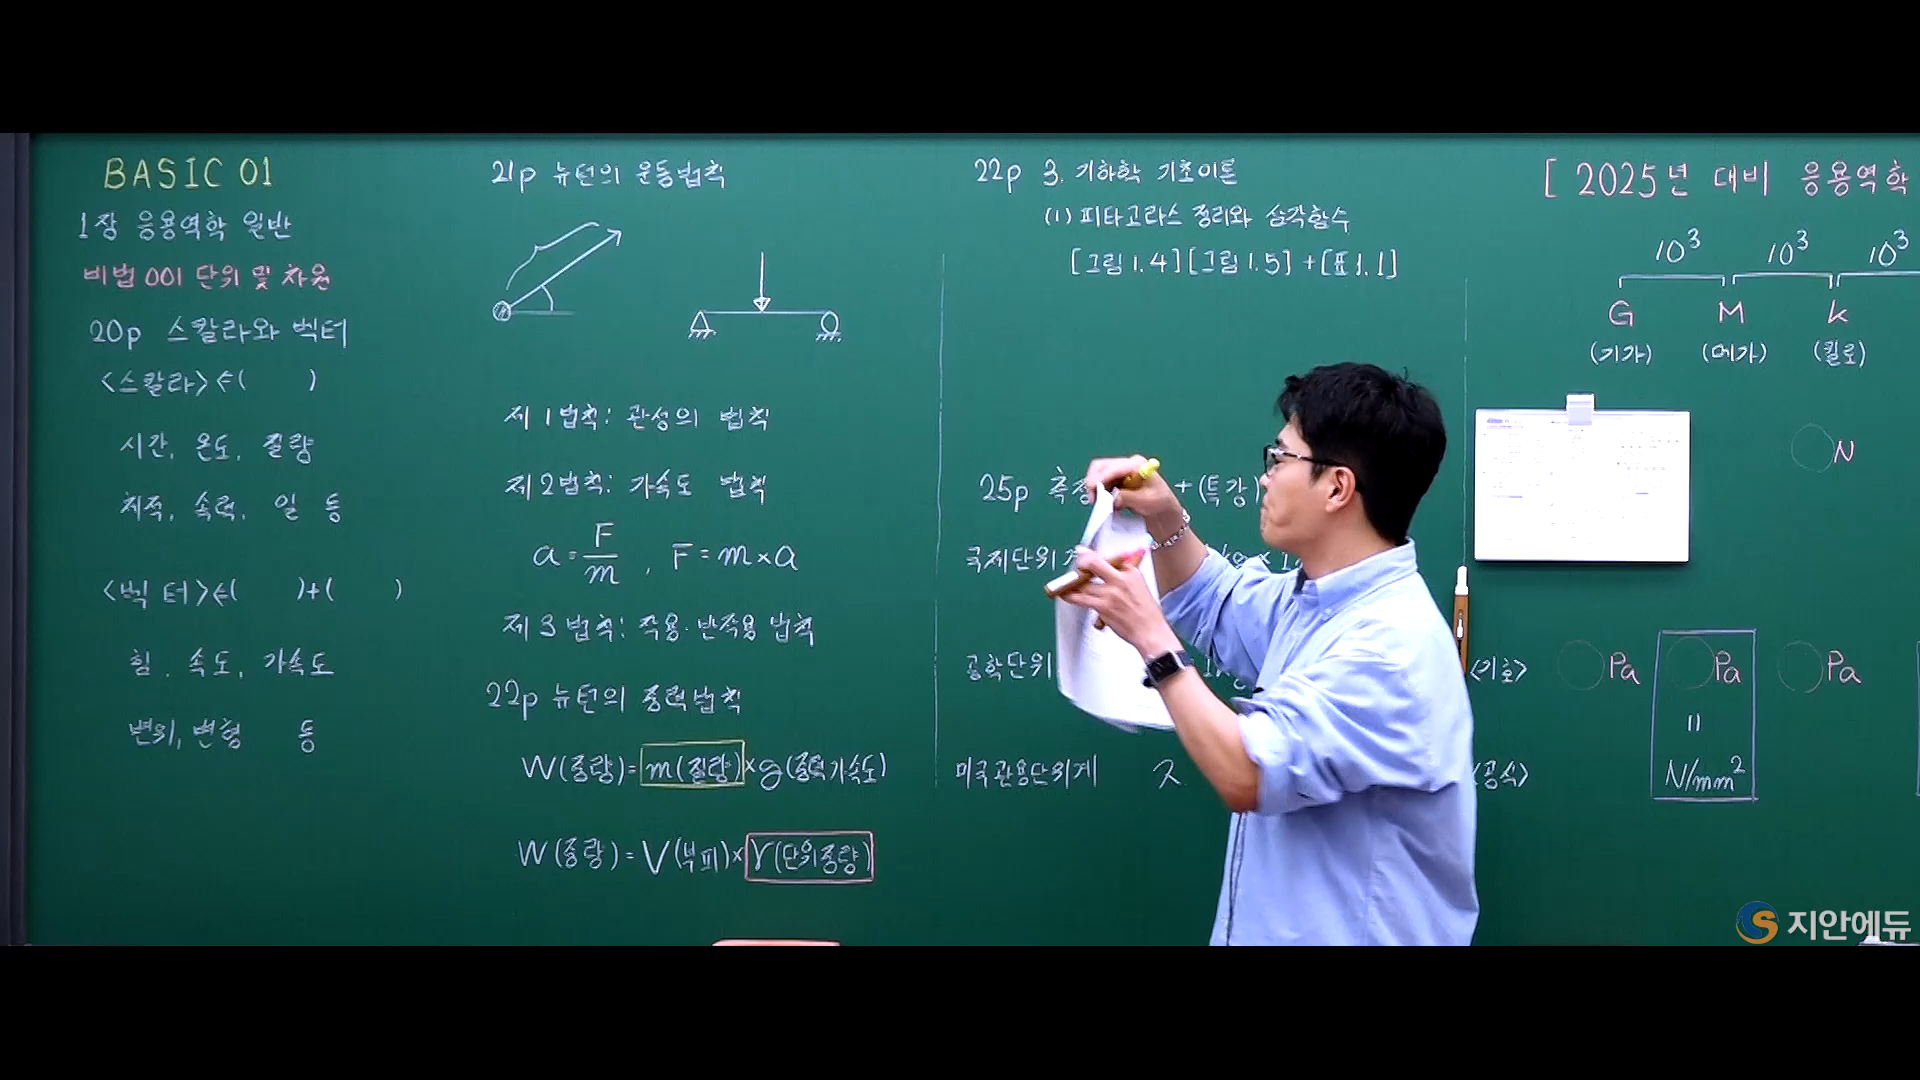 BASIC 01
1장 응용역학 일반
비법 001 단위 및 차원
20p 스칼라와 벡터
<스칼라>⇐( )
시간, 온도, 질량
치적, 속력, 일 등
<벡터>⇐( )+( )
힘, 속도, 가속도
변위, 변형 등
21p 뉴턴의 운동법칙
제1법칙: 관성의 법칙
제2법칙: 가속도 법칙
a = F/m , F = m × a
제3법칙: 작용·반작용 법칙
22p 뉴턴의 중력법칙
W(중량)=m(질량)×g(중력가속도)
W(중량)=V(부피)×γ(단위중량)
22p 3. 기하학 기초이론
(1) 피타고라스 정리와 삼각함수
[그림 1.4][그림 1.5]+[표 1.1]
25p +(특강)
국제단위계
공학단위
미국관용단위계
[ 2025년 대비 응용역학
10³ 10³ 10³
G M k
(기가) (메가) (킬로)
N
<기호> Pa Pa Pa
=
<공식> N/mm²
지안에듀